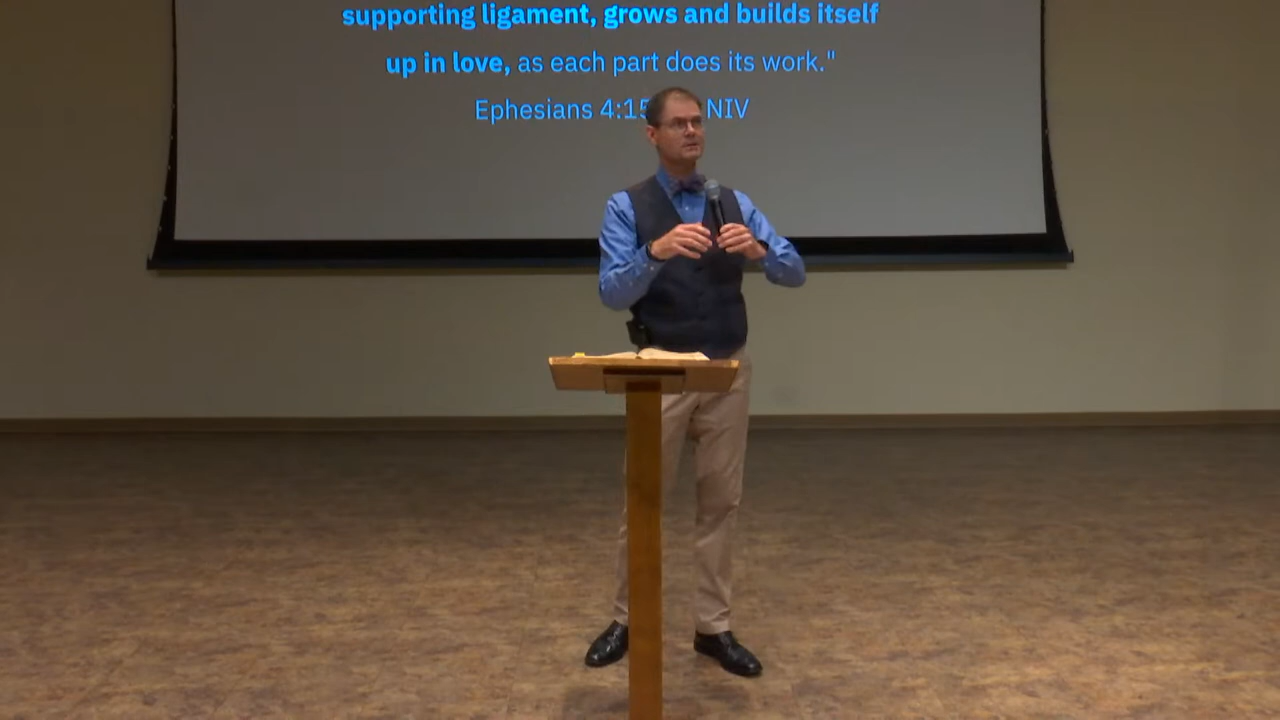 supporting ligament, grows and builds itself
up in love, as each part does its work."
Ephesians 4:15 NIV